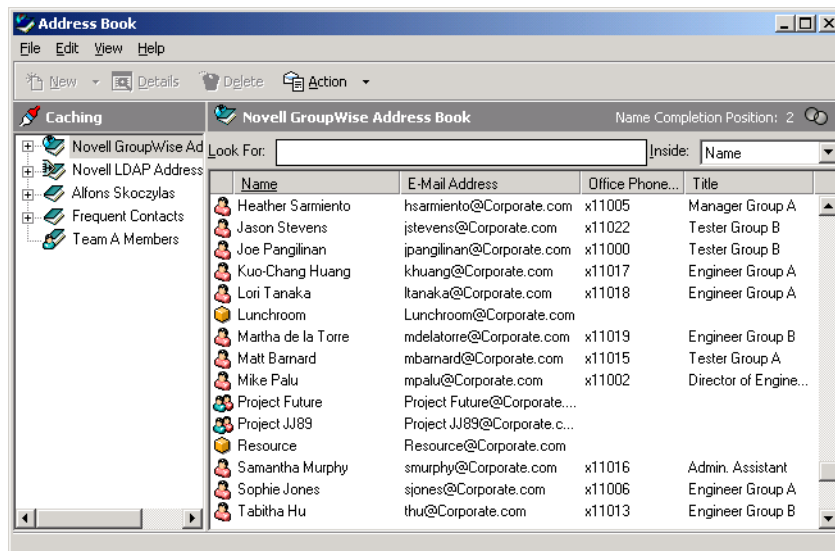 Address Book
File Edit View Help
New Details Delete Action
Caching
Novell GroupWise Ad
Novell LDAP Address
Alfons Skoczylas
Frequent Contacts
Team A Members
Novell GroupWise Address Book Name Completion Position: 2
Look For: Inside: Name
Name E-Mail Address Office Phone... Title
Heather Sarmiento hsarmiento@Corporate.com x11005 Manager Group A
Jason Stevens jstevens@Corporate.com x11022 Tester Group B
Joe Pangilinan jpangilinan@Corporate.com x11000 Tester Group B
Kuo-Chang Huang khuang@Corporate.com x11017 Engineer Group A
Lori Tanaka ltanaka@Corporate.com x11018 Engineer Group A
Lunchroom Lunchroom@Corporate.com
Martha de la Torre mdelatorre@Corporate.com x11019 Engineer Group B
Matt Barnard mbarnard@Corporate.com x11015 Tester Group A
Mike Palu mpalu@Corporate.com x11002 Director of Engine...
Project Future Project Future@Corporate....
Project JJ89 Project JJ89@Corporate.c...
Resource Resource@Corporate.com
Samantha Murphy smurphy@Corporate.com x11016 Admin. Assistant
Sophie Jones sjones@Corporate.com x11006 Engineer Group A
Tabitha Hu thu@Corporate.com x11013 Engineer Group B